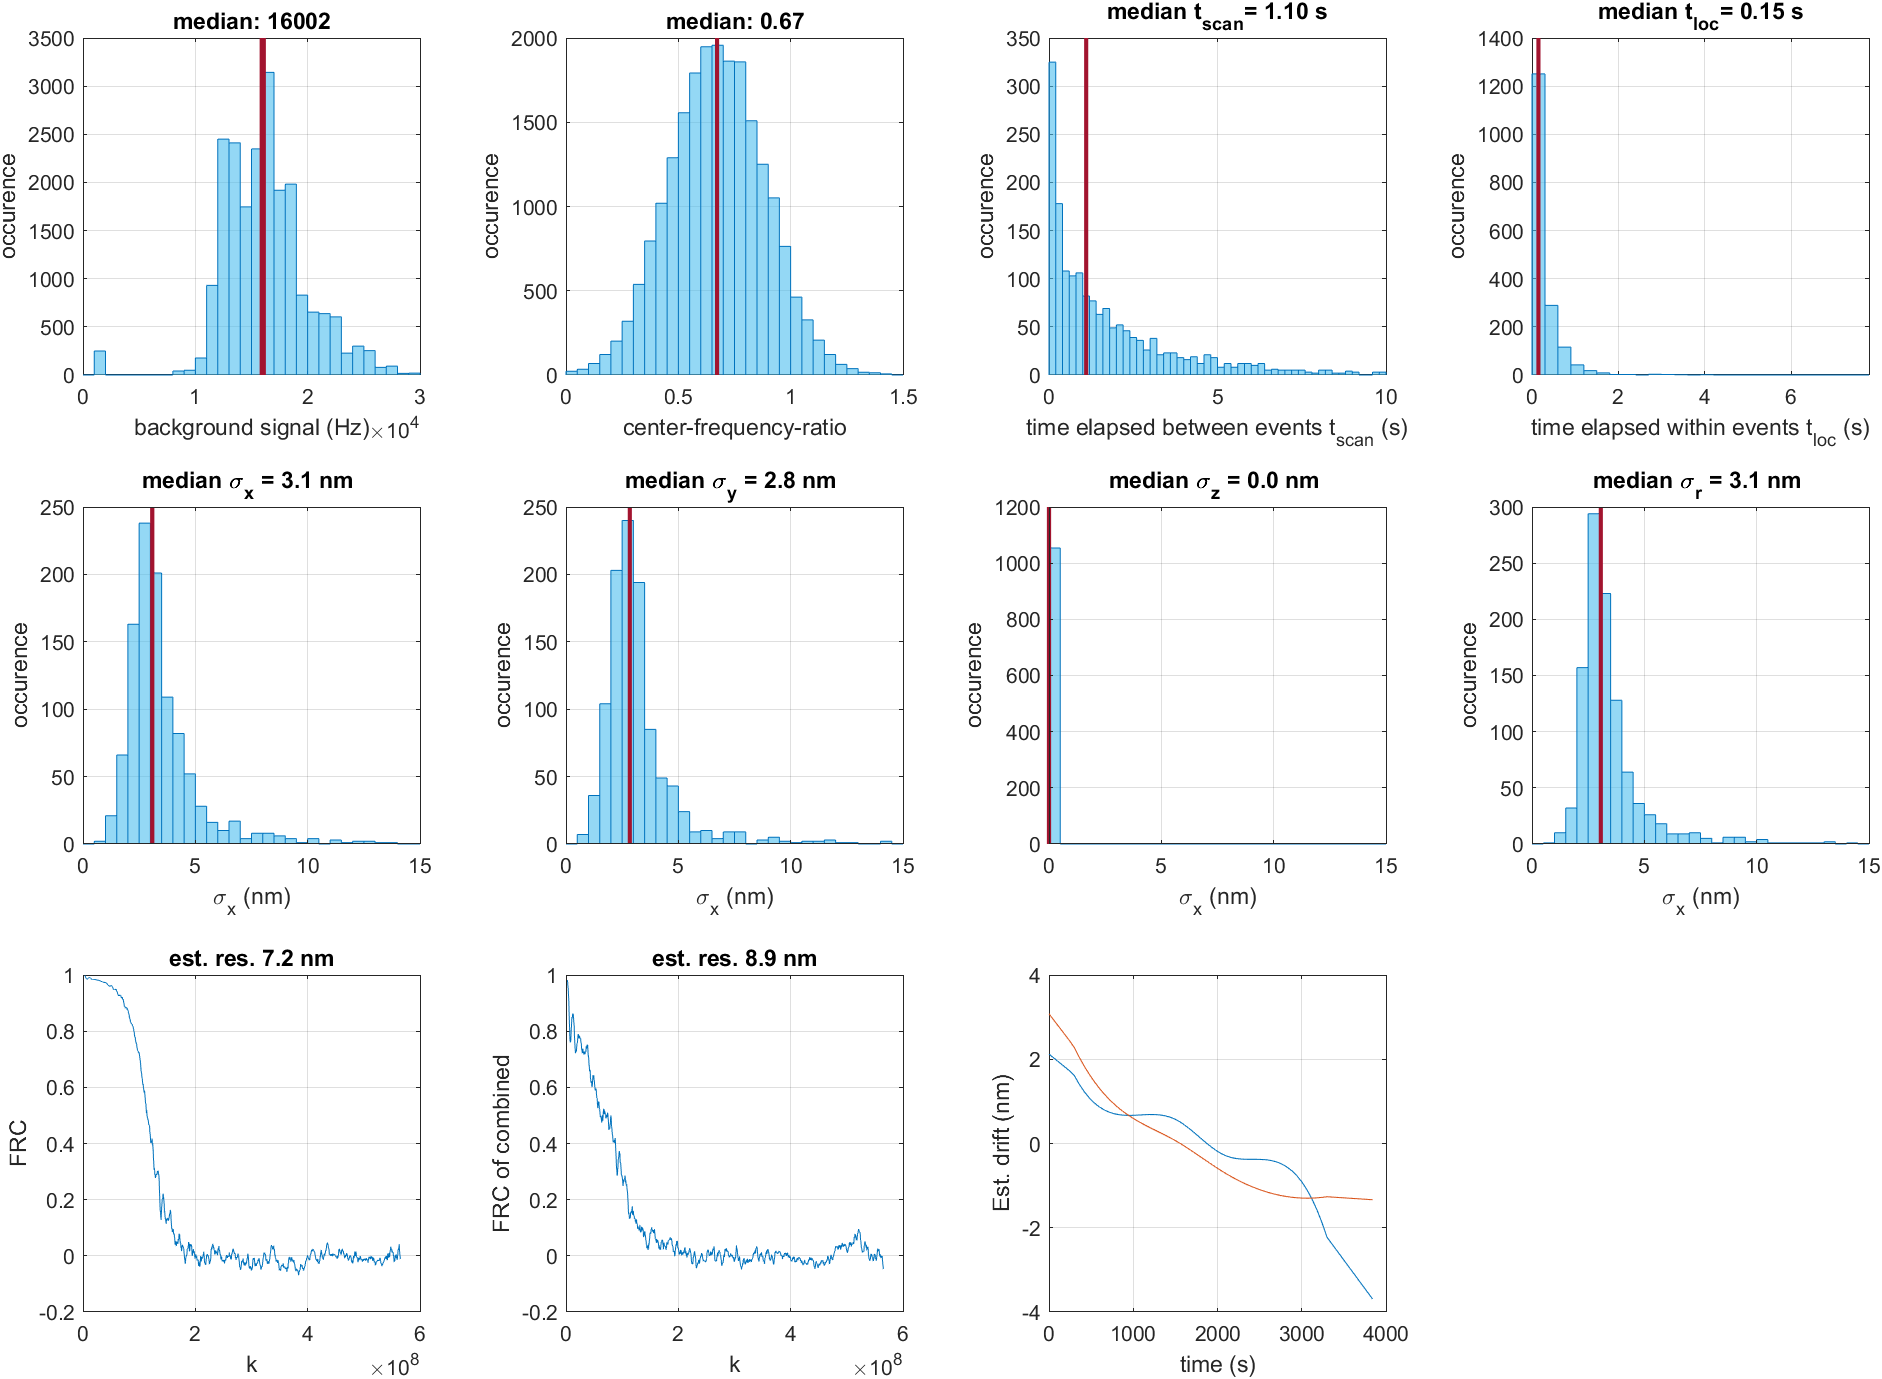 median: 16002
3500
3000
2500
2000
1500
1000
500
0
occurence
0 1 2 3
background signal (Hz) ×10^4
median: 0.67
2000
1500
1000
500
0
occurence
0 0.5 1 1.5
center-frequency-ratio
median t_scan = 1.10 s
350
300
250
200
150
100
50
0
occurence
0 5 10
time elapsed between events t_scan (s)
median t_loc = 0.15 s
1400
1200
1000
800
600
400
200
0
occurence
0 2 4 6
time elapsed within events t_loc (s)
median σ_x = 3.1 nm
250
200
150
100
50
0
occurence
0 5 10 15
σ_x (nm)
median σ_y = 2.8 nm
250
200
150
100
50
0
occurence
0 5 10 15
σ_x (nm)
median σ_z = 0.0 nm
1200
1000
800
600
400
200
0
occurence
0 5 10 15
σ_x (nm)
median σ_r = 3.1 nm
300
250
200
150
100
50
0
occurence
0 5 10 15
σ_x (nm)
est. res. 7.2 nm
1
0.8
0.6
0.4
0.2
0
-0.2
FRC
0 2 4 6
k ×10^8
est. res. 8.9 nm
1
0.8
0.6
0.4
0.2
0
-0.2
FRC of combined
0 2 4 6
k ×10^8
4
2
0
-2
-4
Est. drift (nm)
0 1000 2000 3000 4000
time (s)